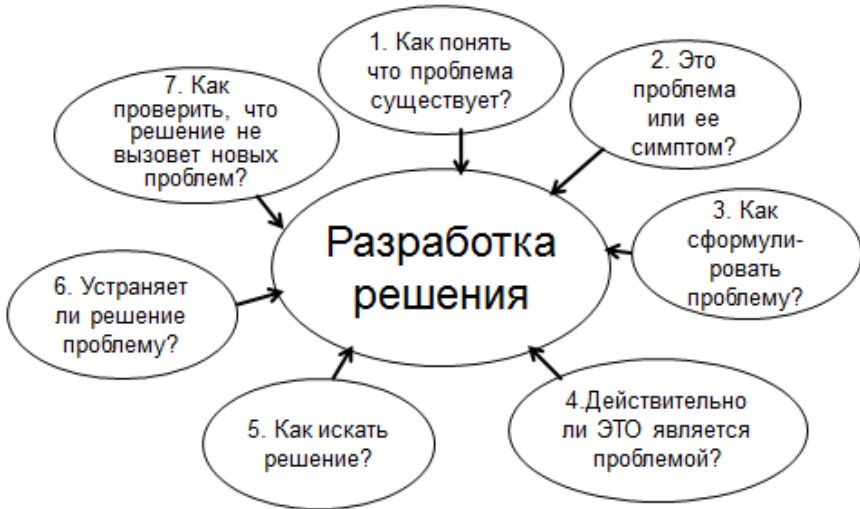 1. Как понять
что проблема
существует?
2. Это
проблема
или ее
симптом?
3. Как
сформули-
ровать
проблему?
4.Действительно
ли ЭТО является
проблемой?
5. Как искать
решение?
6. Устраняет
ли решение
проблему?
7. Как
проверить, что
решение не
вызовет новых
проблем?
Разработка
решения